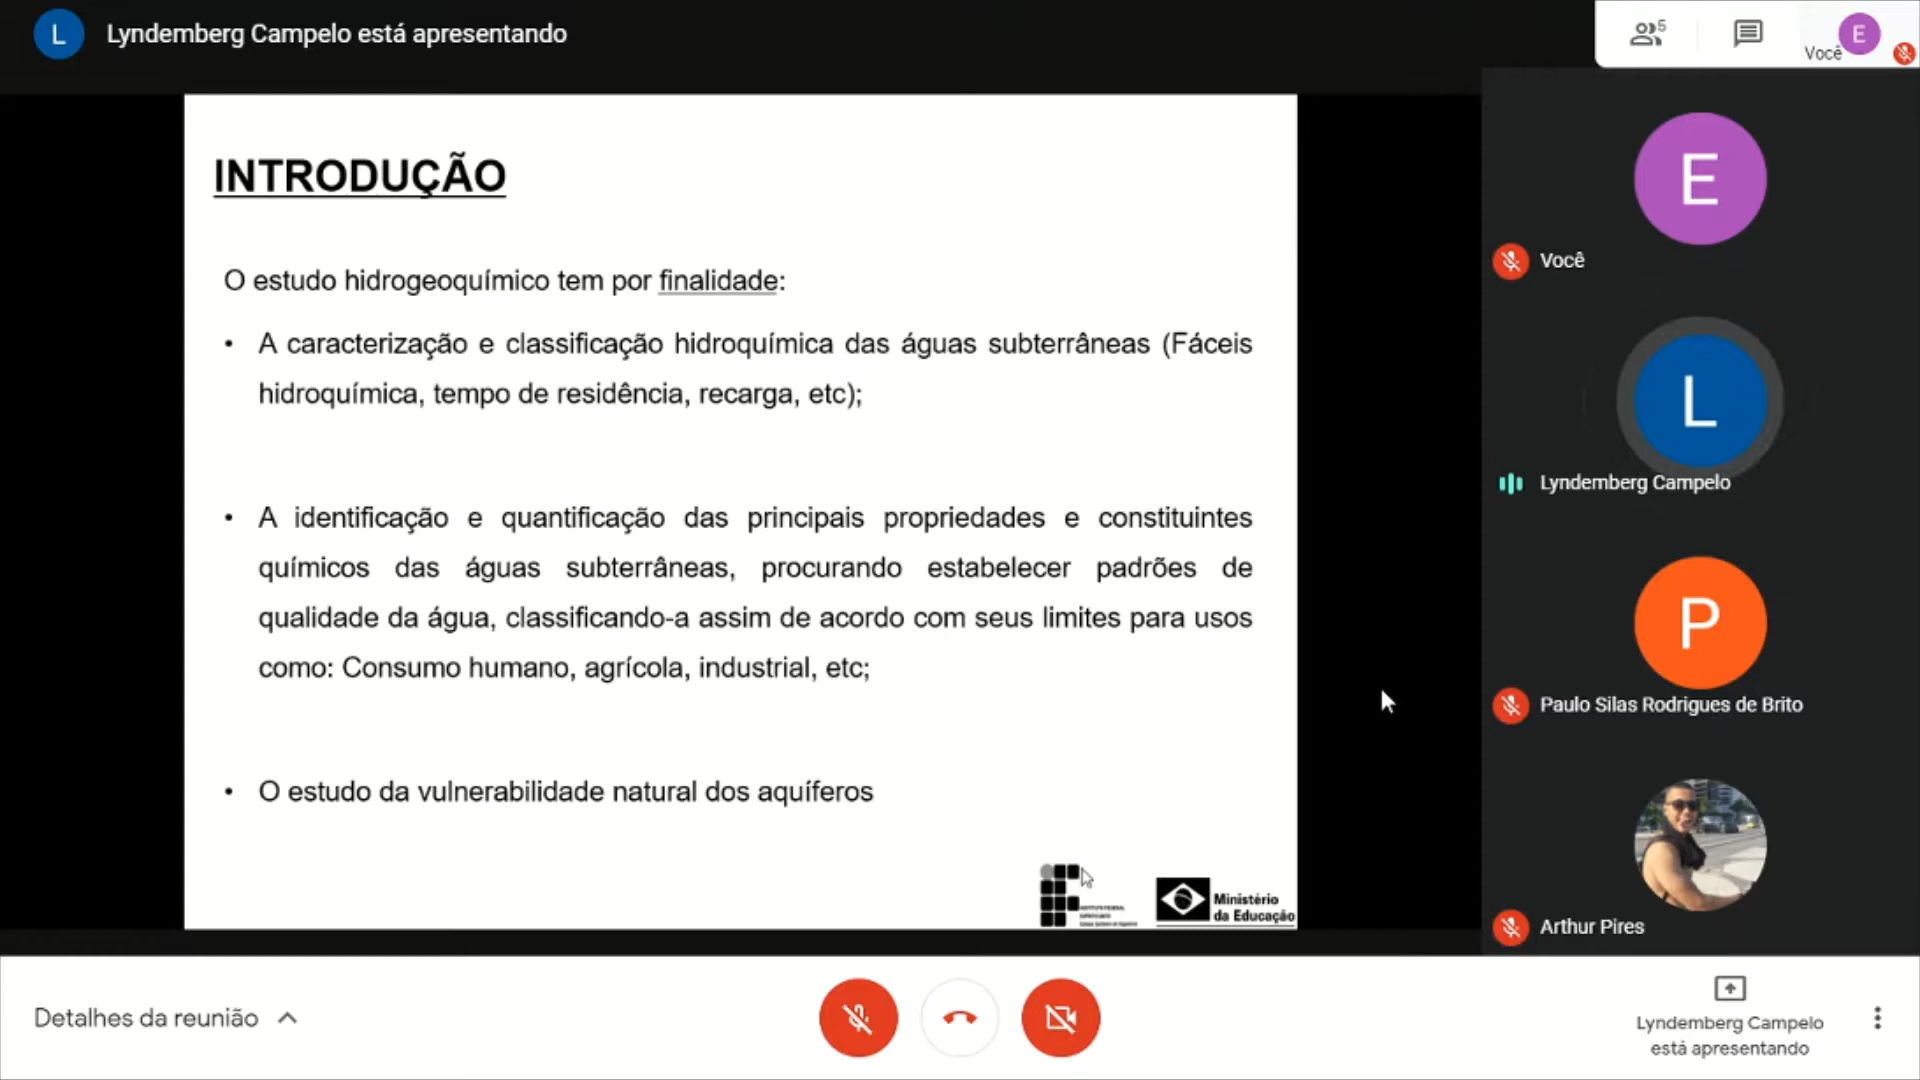 L
Lyndemberg Campelo está apresentando
5
Você
E
INTRODUÇÃO
O estudo hidrogeoquímico tem por finalidade:
• A caracterização e classificação hidroquímica das águas subterrâneas (Fáceis
hidroquímica, tempo de residência, recarga, etc);
• A identificação e quantificação das principais propriedades e constituintes
químicos das águas subterrâneas, procurando estabelecer padrões de
qualidade da água, classificando-a assim de acordo com seus limites para usos
como: Consumo humano, agrícola, industrial, etc;
• O estudo da vulnerabilidade natural dos aquíferos
Ministério
da Educação
E
Você
L
Lyndemberg Campelo
P
Paulo Silas Rodrigues de Brito
Arthur Pires
Detalhes da reunião
Lyndemberg Campelo
está apresentando